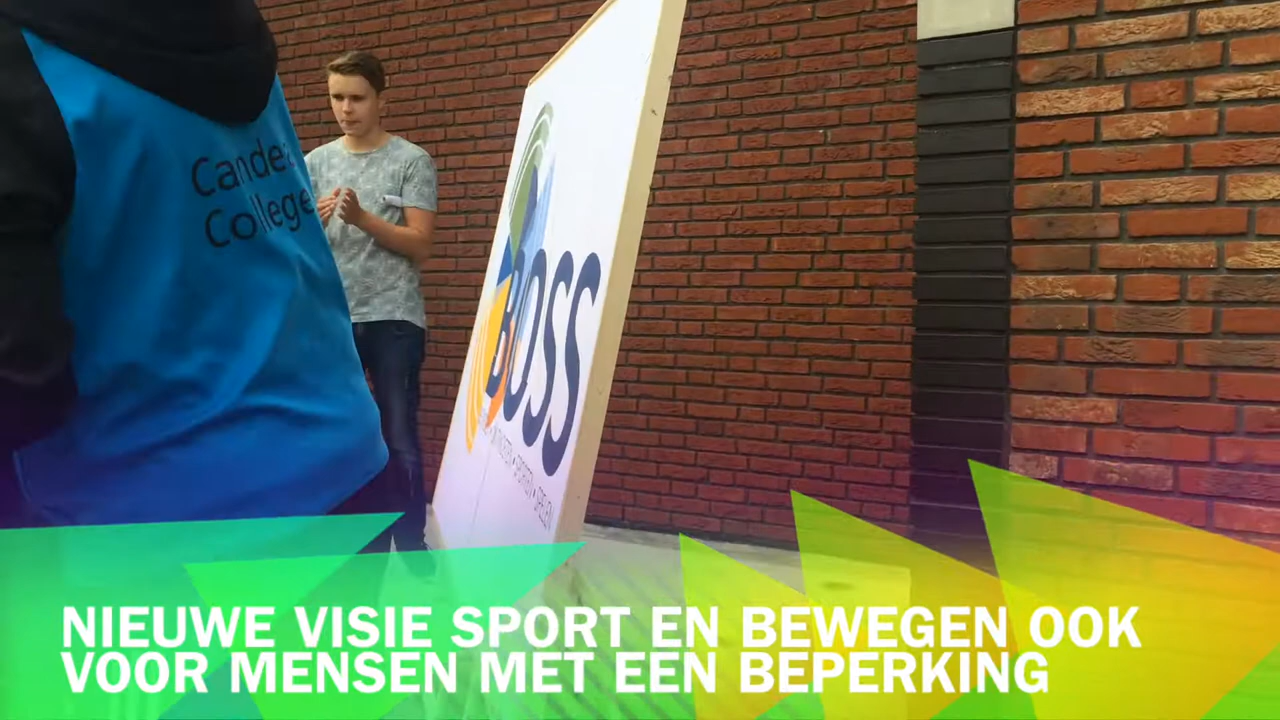 Candea
College
BOSS
NIEUWE VISIE SPORT EN BEWEGEN OOK
VOOR MENSEN MET EEN BEPERKING